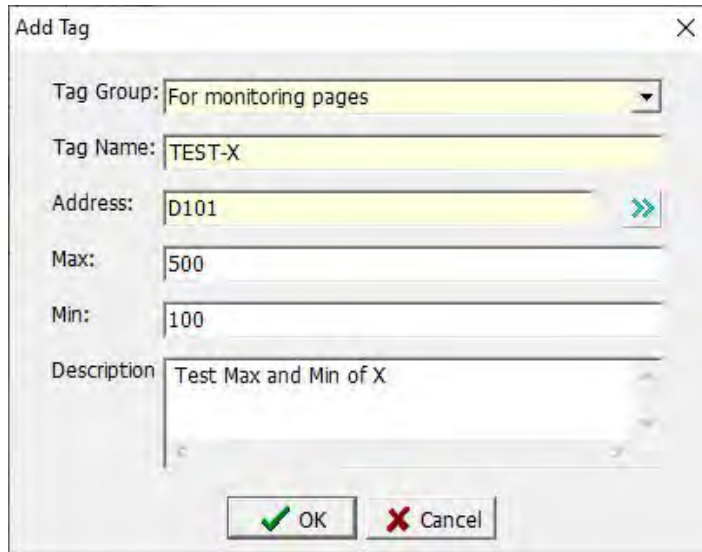 Add Tag
Tag Group: For monitoring pages
Tag Name: TEST-X
Address: D101
Max: 500
Min: 100
Description Test Max and Min of X
OK Cancel